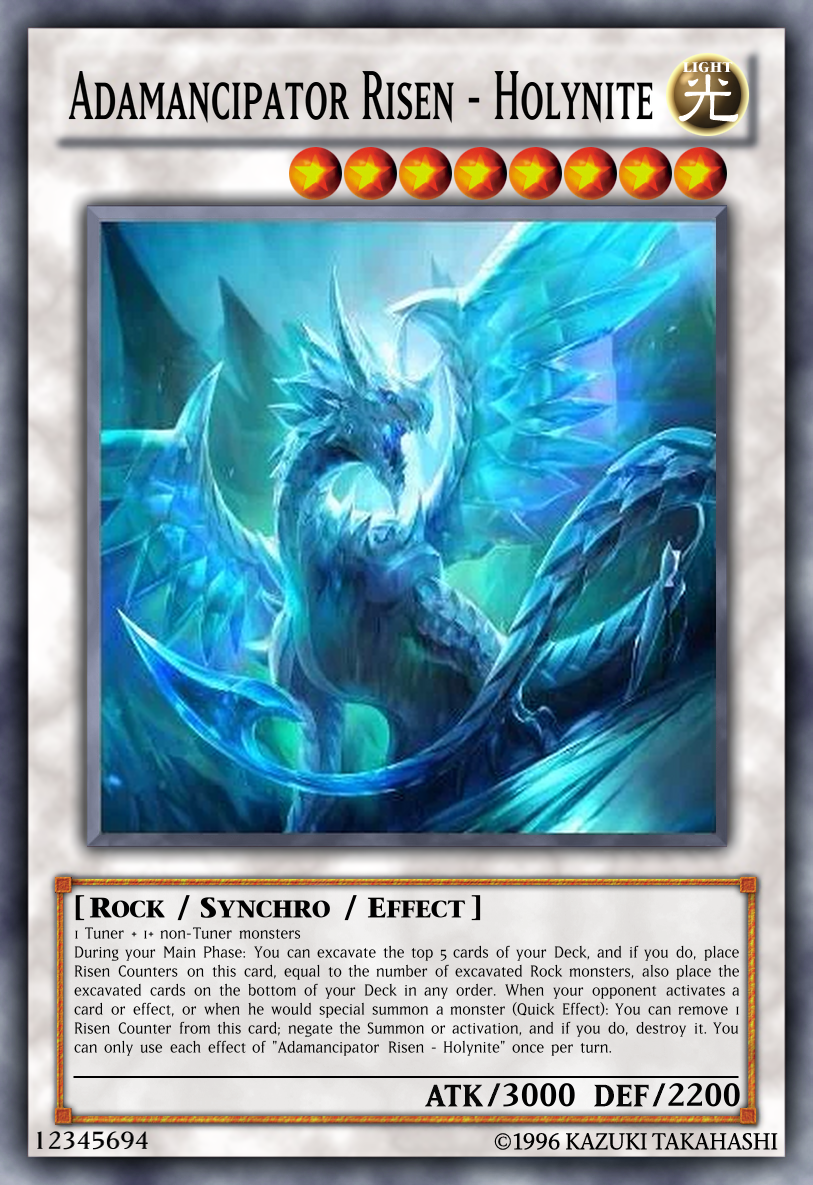 Adamancipator Risen - Holynite
LIGHT
光
[ Rock / Synchro / Effect ]
1 Tuner + 1+ non-Tuner monsters
During your Main Phase: You can excavate the top 5 cards of your Deck, and if you do, place
Risen Counters on this card, equal to the number of excavated Rock monsters, also place the
excavated cards on the bottom of your Deck in any order. When your opponent activates a
card or effect, or when he would special summon a monster (Quick Effect): You can remove 1
Risen Counter from this card; negate the Summon or activation, and if you do, destroy it. You
can only use each effect of "Adamancipator Risen - Holynite" once per turn.
ATK/3000 DEF/2200
12345694 ©1996 KAZUKI TAKAHASHI